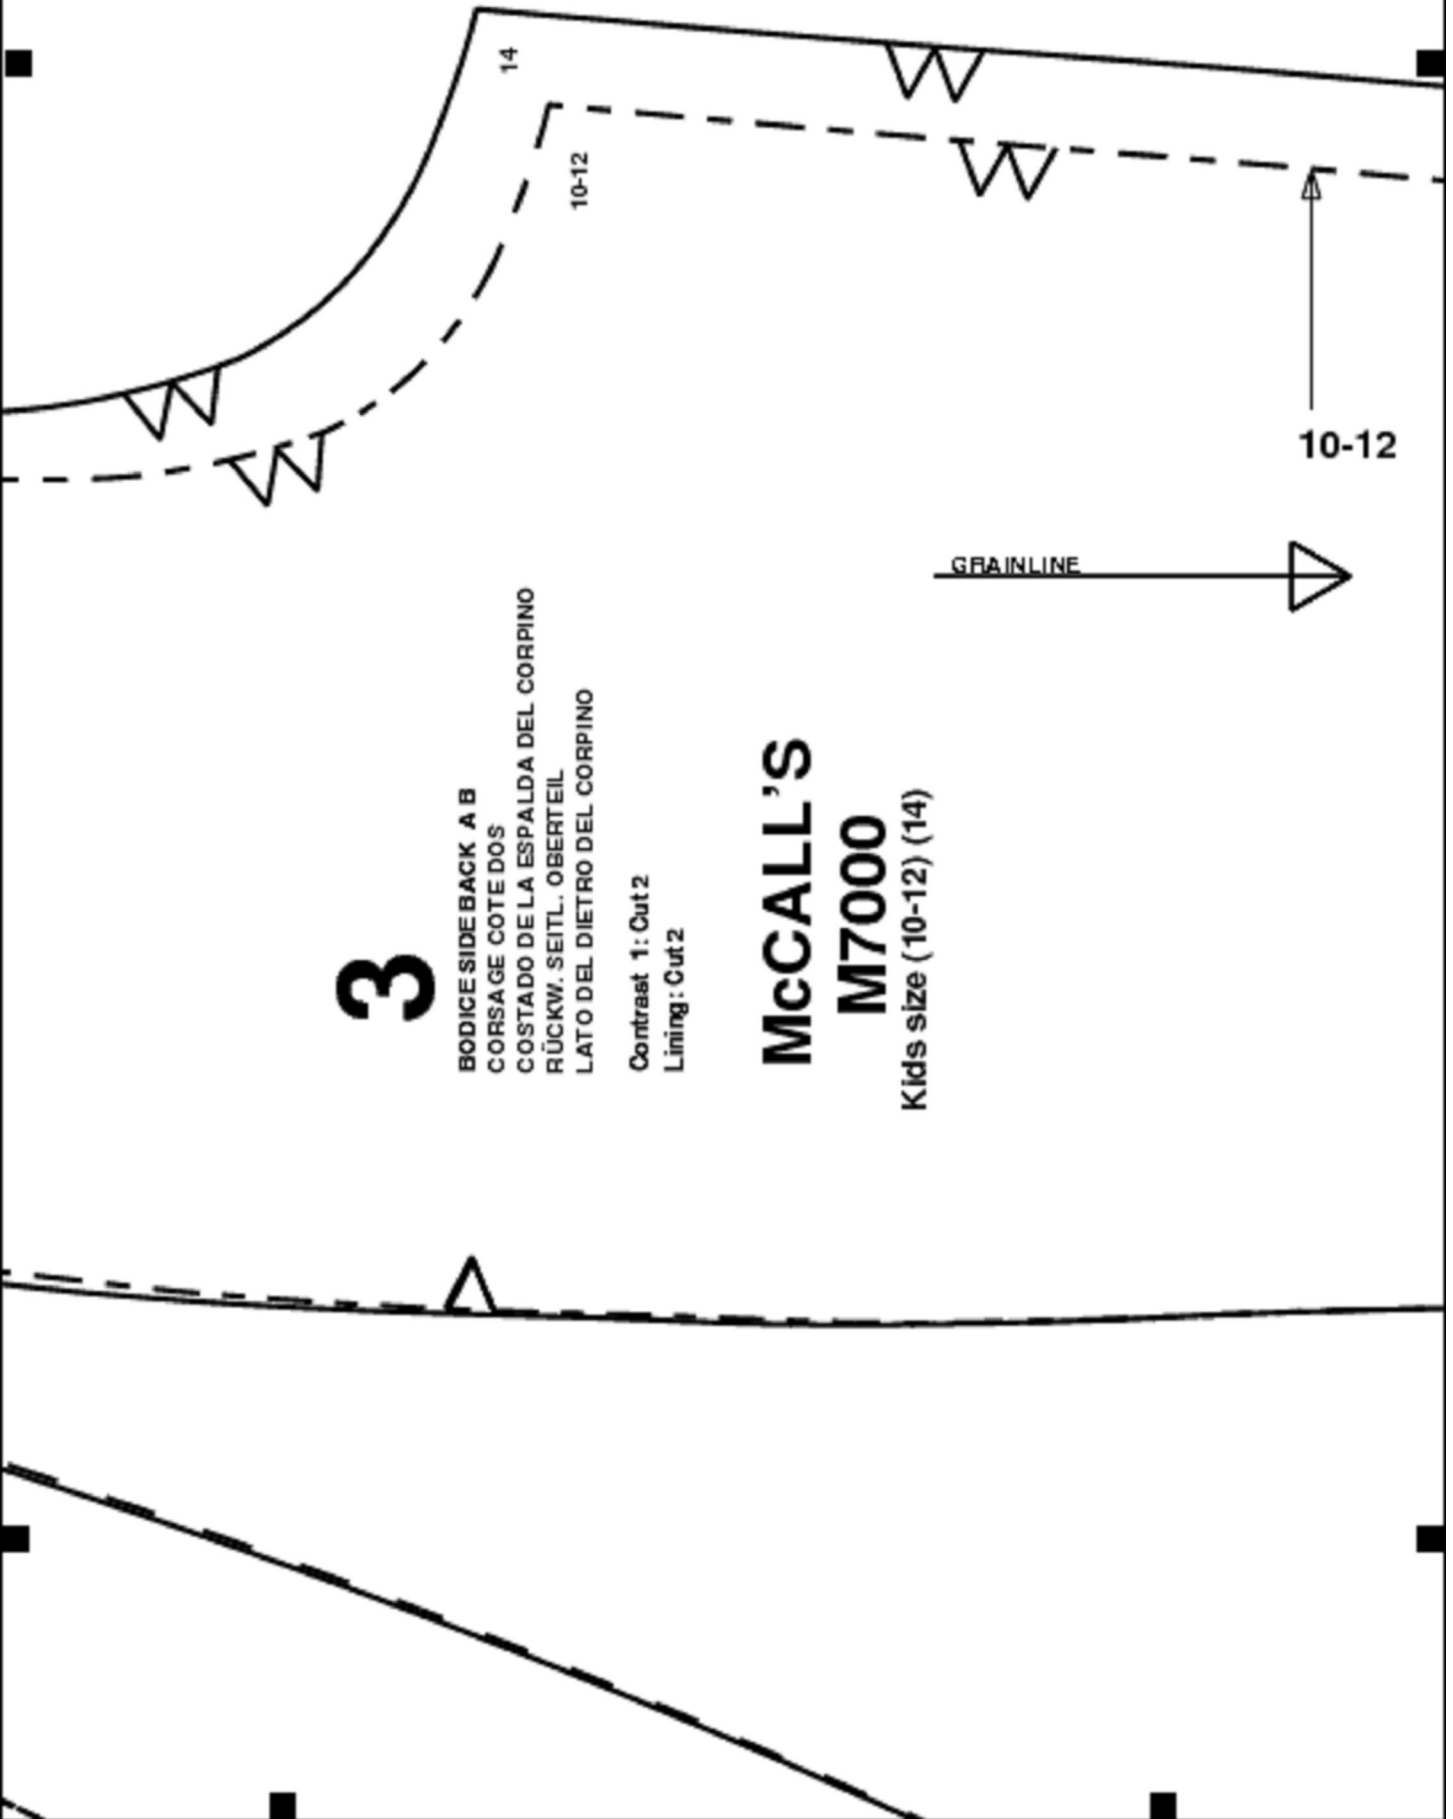 14
10-12
10-12
GRAINLINE
3
BODICE SIDE BACK A B
CORSAGE COTE DOS
COSTADO DE LA ESPALDA DEL CORPINO
RÜCKW. SEITL. OBERTEIL
LATO DEL DIETRO DEL CORPINO
Contrast 1: Cut 2
Lining: Cut 2
McCALL'S
M7000
Kids size (10-12) (14)